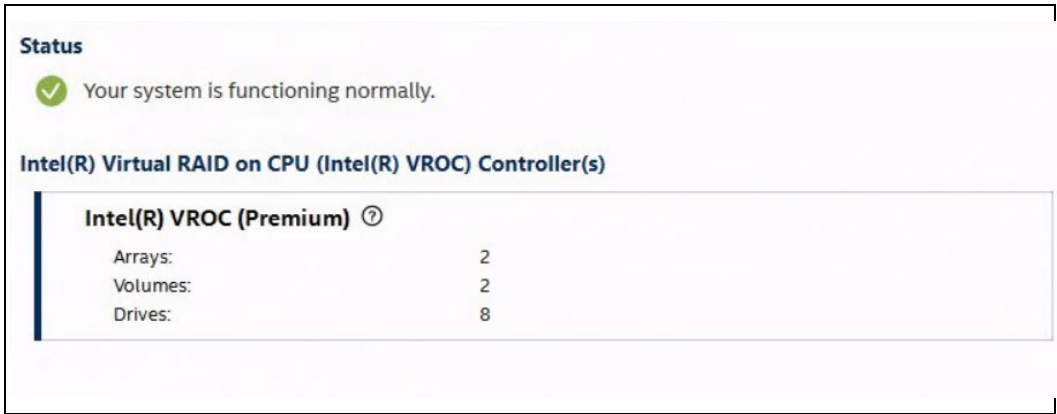 Status
Your system is functioning normally.
Intel(R) Virtual RAID on CPU (Intel(R) VROC) Controller(s)
Intel(R) VROC (Premium) ?
Arrays: 2
Volumes: 2
Drives: 8